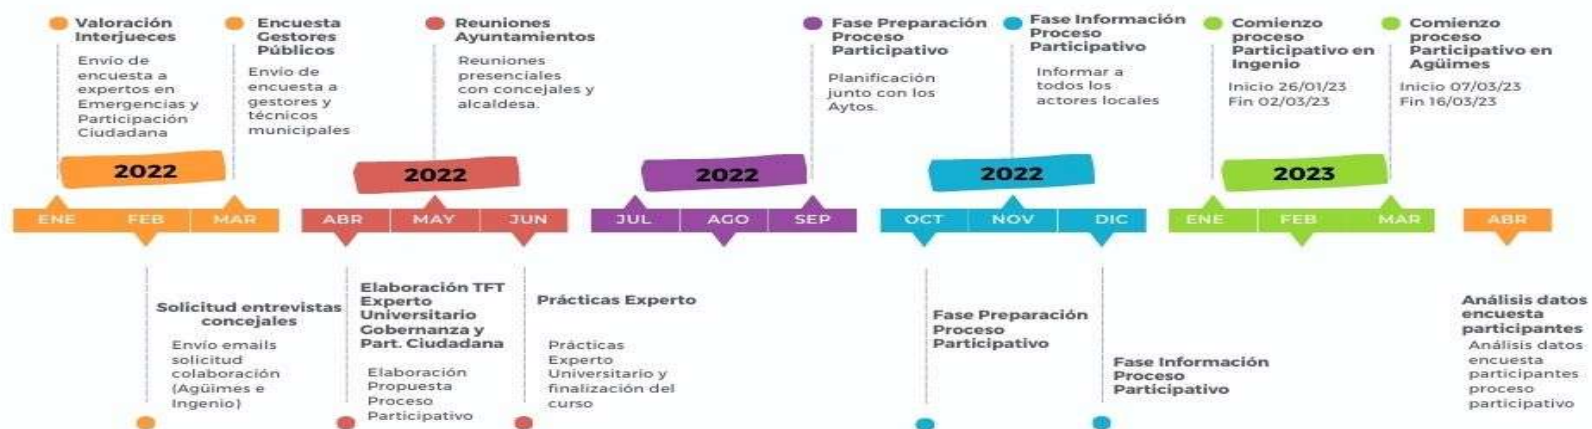 Valoración
Interjueces
Envío de
encuesta a
expertos en
Emergencias y
Participación
Ciudadana
Encuesta
Gestores
Públicos
Envío de
encuesta a
gestores y
técnicos
municipales
Reuniones
Ayuntamientos
Reuniones
presenciales
con concejales y
alcaldesa.
Fase Preparación
Proceso
Participativo
Planificación
junto con los
Aytos.
Fase Información
Proceso
Participativo
Informar a
todos los
actores locales
Comienzo
proceso
Participativo en
Ingenio
Inicio 26/01/23
Fin 02/03/23
Comienzo
proceso
Participativo en
Agüimes
Inicio 07/03/23
Fin 16/03/23
2022
2022
2022
2022
2023
ENE FEB MAR
ABR MAY JUN
JUL AGO SEP
OCT NOV DIC
ENE FEB MAR
ABR
Solicitud entrevistas
concejales
Envío emails
solicitud
colaboración
(Agüimes e
Ingenio)
Elaboración TFT
Experto
Universitario
Gobernanza y
Part. Ciudadana
Elaboración
Propuesta
Proceso
Participativo
Prácticas Experto
Prácticas
Experto
Universitario y
finalización del
curso
Fase Preparación
Proceso
Participativo
Fase Información
Proceso
Participativo
Análisis datos
encuesta
participantes
Análisis datos
encuesta
participantes
proceso
participativo